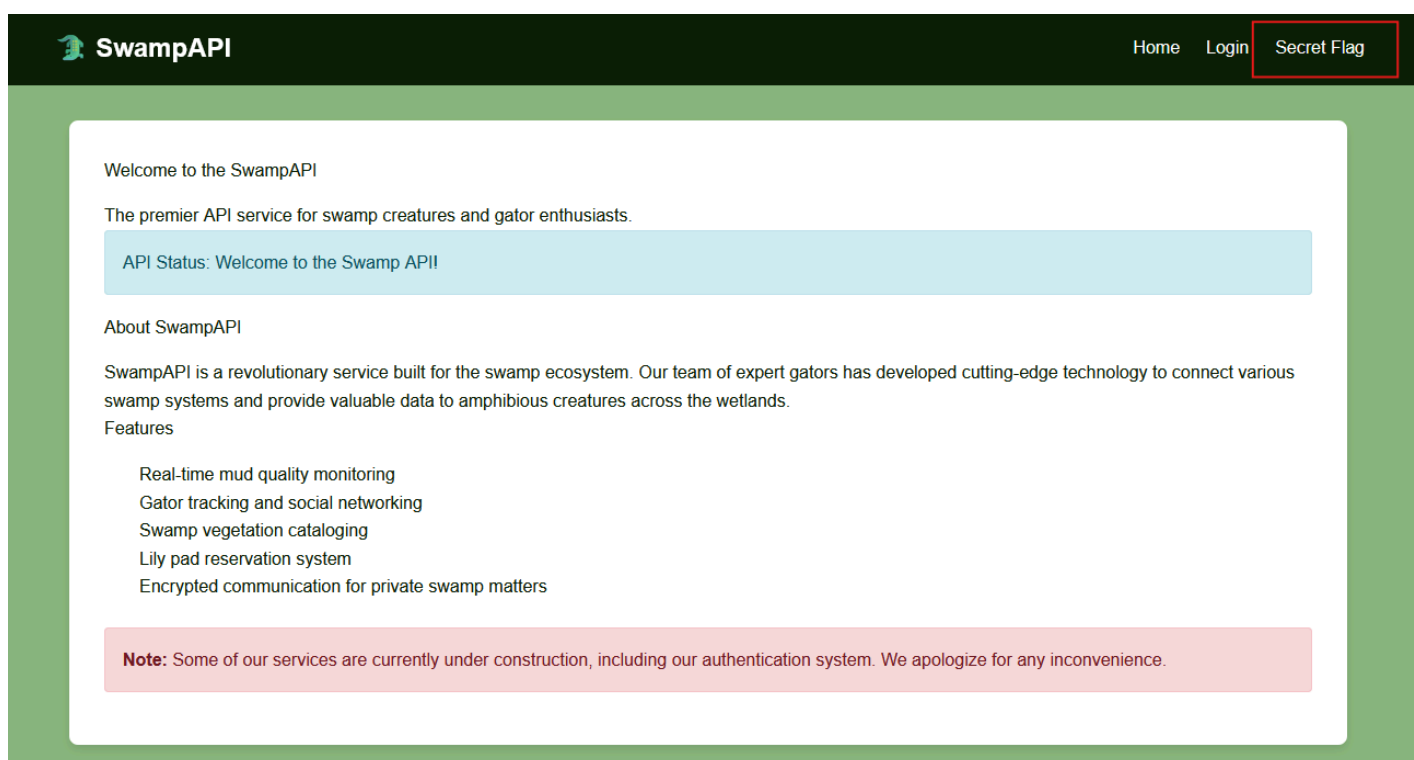 SwampAPI
Home Login Secret Flag
Welcome to the SwampAPI
The premier API service for swamp creatures and gator enthusiasts.
API Status: Welcome to the Swamp API!
About SwampAPI
SwampAPI is a revolutionary service built for the swamp ecosystem. Our team of expert gators has developed cutting-edge technology to connect various
swamp systems and provide valuable data to amphibious creatures across the wetlands.
Features
Real-time mud quality monitoring
Gator tracking and social networking
Swamp vegetation cataloging
Lily pad reservation system
Encrypted communication for private swamp matters
Note: Some of our services are currently under construction, including our authentication system. We apologize for any inconvenience.